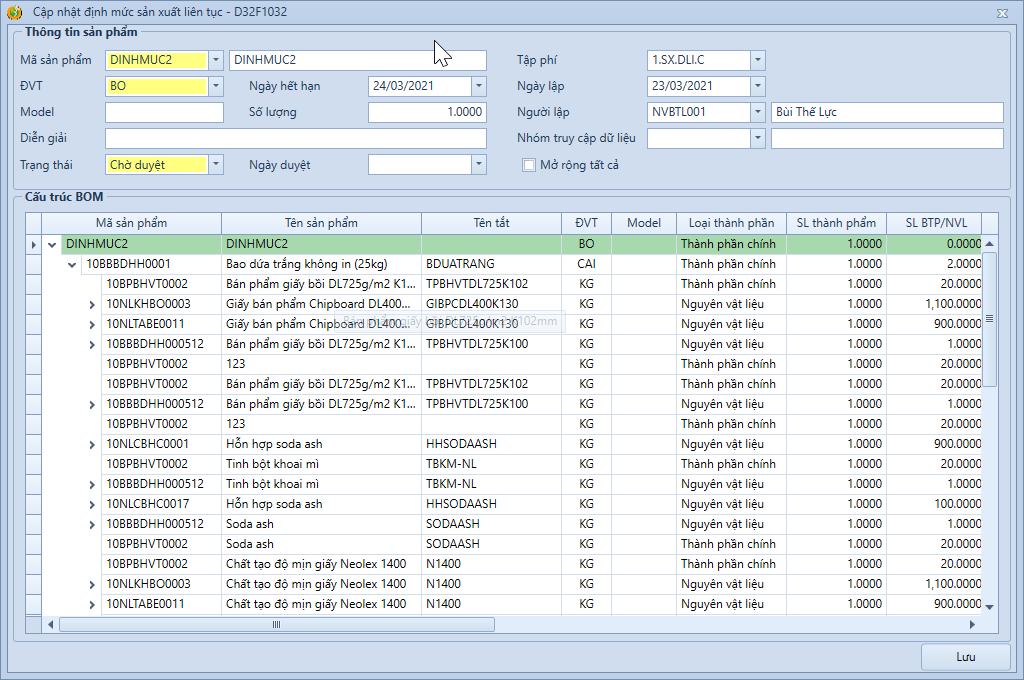 Cập nhật định mức sản xuất liên tục - D32F1032
Thông tin sản phẩm
Mã sản phẩm DINHMUC2 DINHMUC2 Tập phí 1.SX.DLI.C
ĐVT BO Ngày hết hạn 24/03/2021 Ngày lập 23/03/2021
Model Số lượng 1.0000 Người lập NVBTL001 Bùi Thế Lực
Diễn giải Nhóm truy cập dữ liệu
Trạng thái Chờ duyệt Ngày duyệt Mở rộng tất cả
Cấu trúc BOM
Mã sản phẩm Tên sản phẩm Tên tắt ĐVT Model Loại thành phần SL thành phẩm SL BTP/NVL
DINHMUC2 DINHMUC2 BO Thành phần chính 1.0000 0.0000
10BBBDHH0001 Bao dứa trắng không in (25kg) BDUATRANG CAI Thành phần chính 1.0000 2.0000
10BPBHVT0002 Bán phẩm giấy bồi DL725g/m2 K1... TPBHVTDL725K102 KG Thành phần chính 1.0000 20.0000
10NLKHBO0003 Giấy bán phẩm Chipboard DL400... GIBPCDL400K130 KG Nguyên vật liệu 1.0000 1,100.0000
10NLTABE0011 Giấy bán phẩm Chipboard DL400... GIBPCDL400K130 KG Nguyên vật liệu 1.0000 900.0000
10BBBDHH000512 Bán phẩm giấy bồi DL725g/m2 K1... TPBHVTDL725K100 KG Nguyên vật liệu 1.0000 1.0000
10BPBHVT0002 123 KG Thành phần chính 1.0000 20.0000
10BPBHVT0002 Bán phẩm giấy bồi DL725g/m2 K1... TPBHVTDL725K102 KG Thành phần chính 1.0000 20.0000
10BBBDHH000512 Bán phẩm giấy bồi DL725g/m2 K1... TPBHVTDL725K100 KG Nguyên vật liệu 1.0000 1.0000
10BPBHVT0002 123 KG Thành phần chính 1.0000 20.0000
10NLCBHC0001 Hỗn hợp soda ash HHSODAASH KG Nguyên vật liệu 1.0000 900.0000
10BPBHVT0002 Tinh bột khoai mì TBKM-NL KG Thành phần chính 1.0000 20.0000
10BBBDHH000512 Tinh bột khoai mì TBKM-NL KG Nguyên vật liệu 1.0000 1.0000
10NLCBHC0017 Hỗn hợp soda ash HHSODAASH KG Nguyên vật liệu 1.0000 100.0000
10BBBDHH000512 Soda ash SODAASH KG Nguyên vật liệu 1.0000 1.0000
10BPBHVT0002 Soda ash SODAASH KG Thành phần chính 1.0000 20.0000
10BPBHVT0002 Chất tạo độ mịn giấy Neolex 1400 N1400 KG Thành phần chính 1.0000 20.0000
10NLKHBO0003 Chất tạo độ mịn giấy Neolex 1400 N1400 KG Nguyên vật liệu 1.0000 1,100.0000
10NLTABE0011 Chất tạo độ mịn giấy Neolex 1400 N1400 KG Nguyên vật liệu 1.0000 900.0000
Lưu